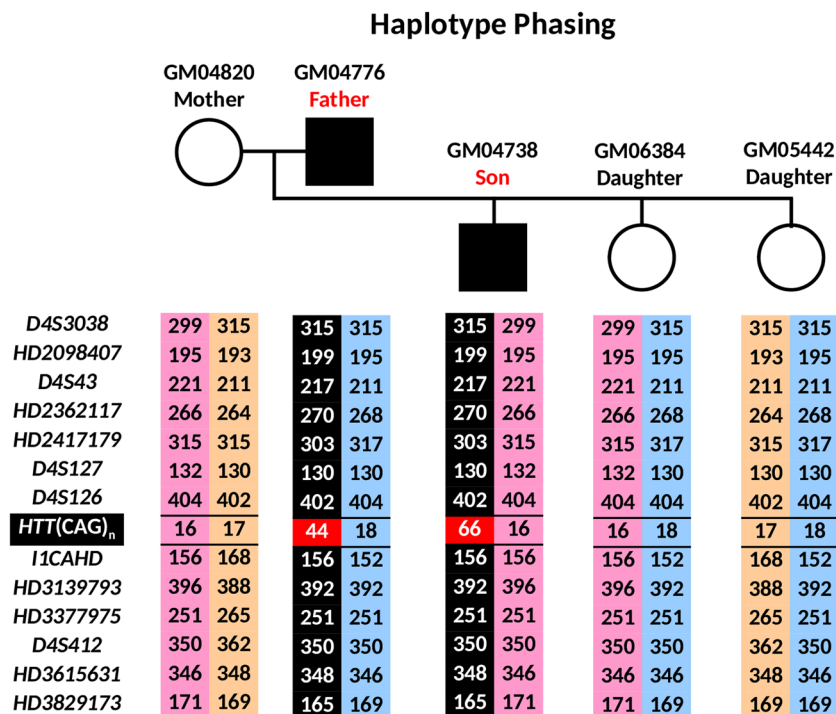 Haplotype Phasing
GM04820 GM04776
Mother Father
GM04738 GM06384 GM05442
Son Daughter Daughter
D4S3038 299 315 315 315 315 299 299 315 315 315
HD2098407 195 193 199 195 199 195 195 195 193 195
D4S43 221 211 217 211 217 221 221 211 211 211
HD2362117 266 264 270 268 270 266 266 268 264 268
HD2417179 315 315 303 317 303 315 315 317 315 317
D4S127 132 130 130 130 130 132 132 130 130 130
D4S126 404 402 402 404 402 404 404 404 402 404
HTT(CAG)n 16 17 44 18 66 16 16 18 17 18
I1CAHD 156 168 156 152 156 156 156 152 168 152
HD3139793 396 388 392 392 392 396 396 392 388 392
HD3377975 251 265 251 251 251 251 251 251 265 251
D4S412 350 362 350 350 350 350 350 350 362 350
HD3615631 346 348 348 346 348 346 346 346 348 346
HD3829173 171 169 165 169 165 171 171 169 169 169